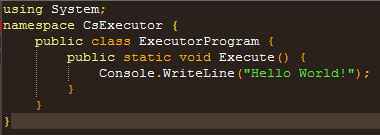 using System;
namespace CsExecutor {
    public class ExecutorProgram {
        public static void Execute() {
            Console.WriteLine("Hello World!");
        }
    }
}